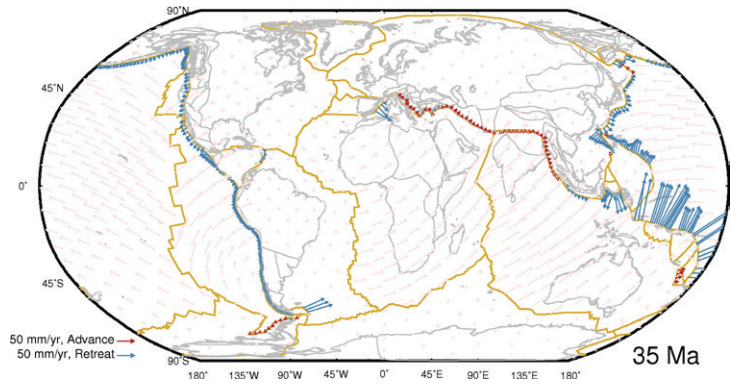 90˚N
45˚N
0˚
45˚S
50 mm/yr, Advance
50 mm/yr, Retreat
90˚S
35 Ma
180˚ 135˚W 90˚W 45˚W 0˚ 45˚E 90˚E 135˚E 180˚